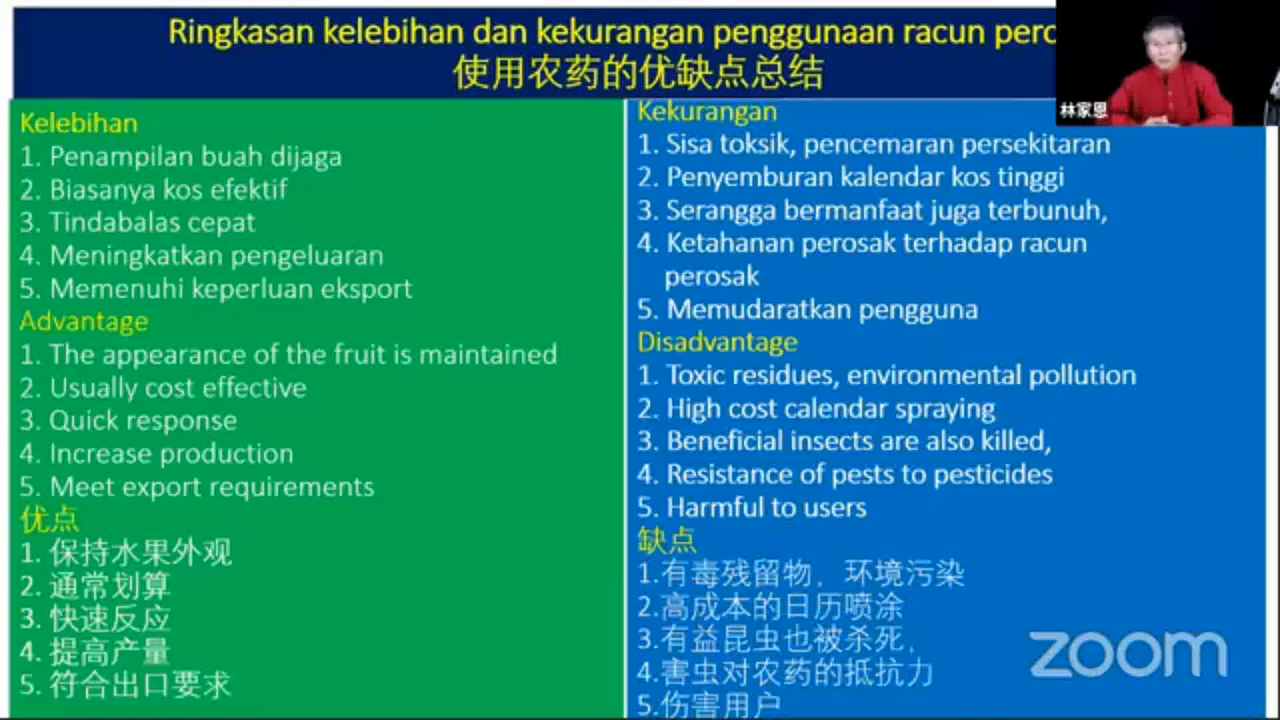 Ringkasan kelebihan dan kekurangan penggunaan racun
使用农药的优缺点总结
林家恩
Kelebihan
1. Penampilan buah dijaga
2. Biasanya kos efektif
3. Tindabalas cepat
4. Meningkatkan pengeluaran
5. Memenuhi keperluan eksport
Advantage
1. The appearance of the fruit is maintained
2. Usually cost effective
3. Quick response
4. Increase production
5. Meet export requirements
优点
1. 保持水果外观
2. 通常划算
3. 快速反应
4. 提高产量
5. 符合出口要求
Kekurangan
1. Sisa toksik, pencemaran persekitaran
2. Penyemburan kalendar kos tinggi
3. Serangga bermanfaat juga terbunuh,
4. Ketahanan perosak terhadap racun
perosak
5. Memudaratkan pengguna
Disadvantage
1. Toxic residues, environmental pollution
2. High cost calendar spraying
3. Beneficial insects are also killed,
4. Resistance of pests to pesticides
5. Harmful to users
缺点
1.有毒残留物，环境污染
2.高成本的日历喷涂
3.有益昆虫也被杀死，
4.害虫对农药的抵抗力
5.伤害用户
zoom